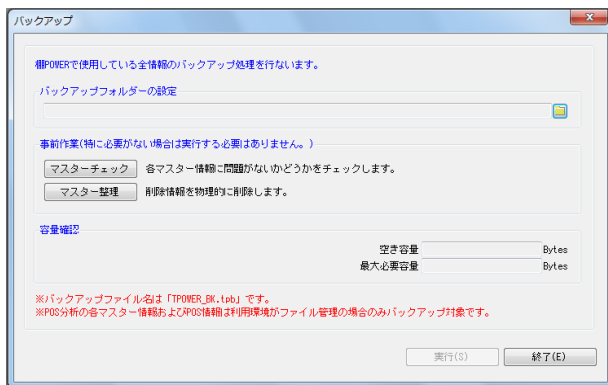 バックアップ
棚POWERで使用している全情報のバックアップ処理を行ないます。
バックアップフォルダーの設定
事前作業(特に必要がない場合は実行する必要はありません。)
マスターチェック 各マスター情報に問題がないかどうかをチェックします。
マスター整理 削除情報を物理的に削除します。
容量確認
空き容量 Bytes
最大必要容量 Bytes
※バックアップファイル名は「TPOWER_BK.tpb」です。
※POS分析の各マスター情報およびPOS情報は利用環境がファイル管理の場合のみバックアップ対象です。
実行(S) 終了(E)